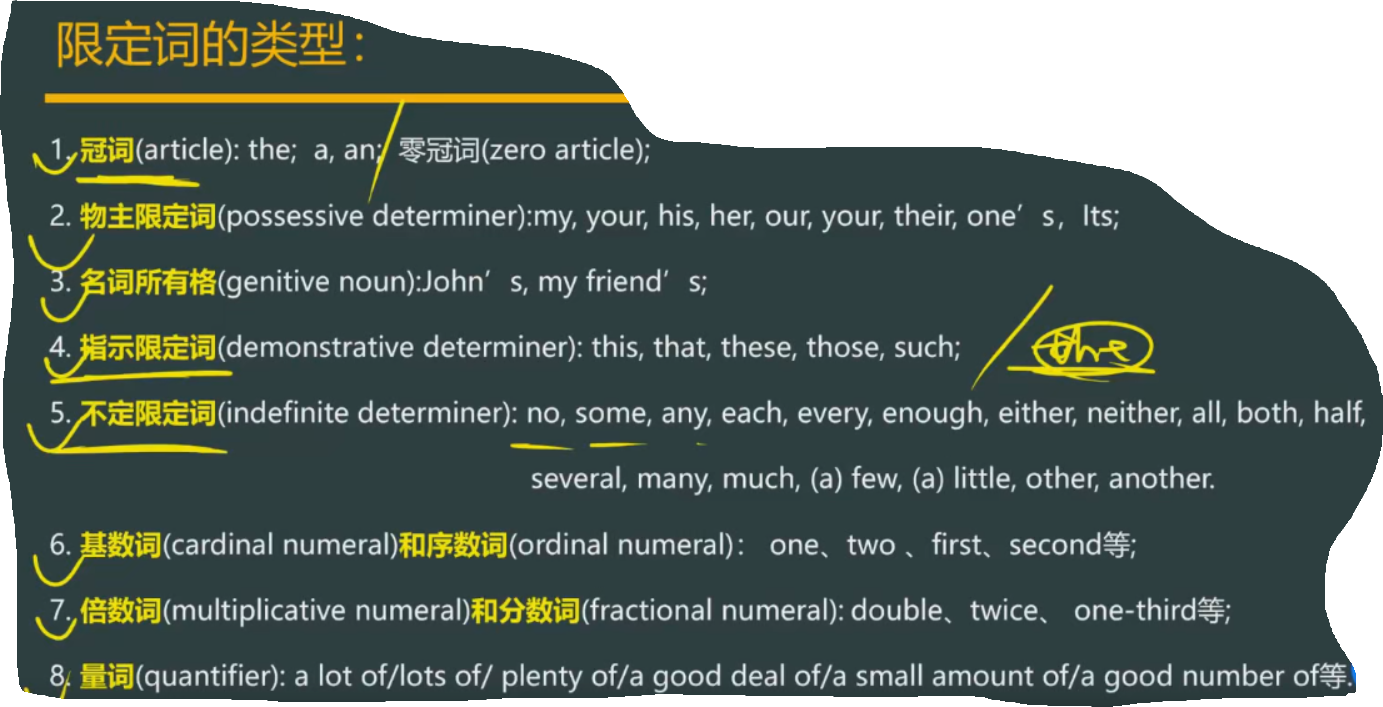 限定词的类型：
1. 冠词(article): the; a, an; 零冠词(zero article);
2. 物主限定词(possessive determiner):my, your, his, her, our, your, their, one’s，Its;
3. 名词所有格(genitive noun):John’s, my friend’s;
4. 指示限定词(demonstrative determiner): this, that, these, those, such; the
5. 不定限定词(indefinite determiner): no, some, any, each, every, enough, either, neither, all, both, half,
several, many, much, (a) few, (a) little, other, another.
6. 基数词(cardinal numeral)和序数词(ordinal numeral)： one、two 、first、second等;
7. 倍数词(multiplicative numeral)和分数词(fractional numeral): double、twice、 one-third等;
8. 量词(quantifier): a lot of/lots of/ plenty of/a good deal of/a small amount of/a good number of等.